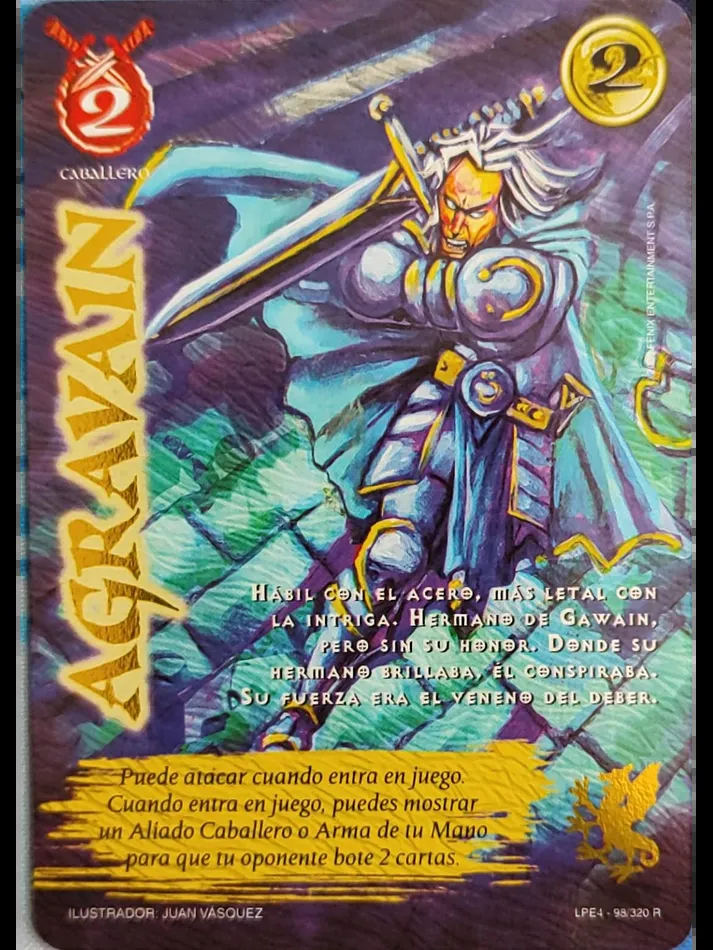 2
2
CABALLERO
AGRAVAIN
FENIX ENTERTAINMENT S.P.A.
HÁBIL CON EL ACERO, MÁS LETAL CON
LA INTRIGA. HERMANO DE GAWAIN,
PERO SIN SU HONOR. DONDE SU
HERMANO BRILLABA, ÉL CONSPIRABA.
SU FUERZA ERA EL VENENO DEL DEBER.
Puede atacar cuando entra en juego.
Cuando entra en juego, puedes mostrar
un Aliado Caballero o Arma de tu Mano
para que tu oponente bote 2 cartas.
ILUSTRADOR: JUAN VÁSQUEZ
LPE4 - 98/320 R